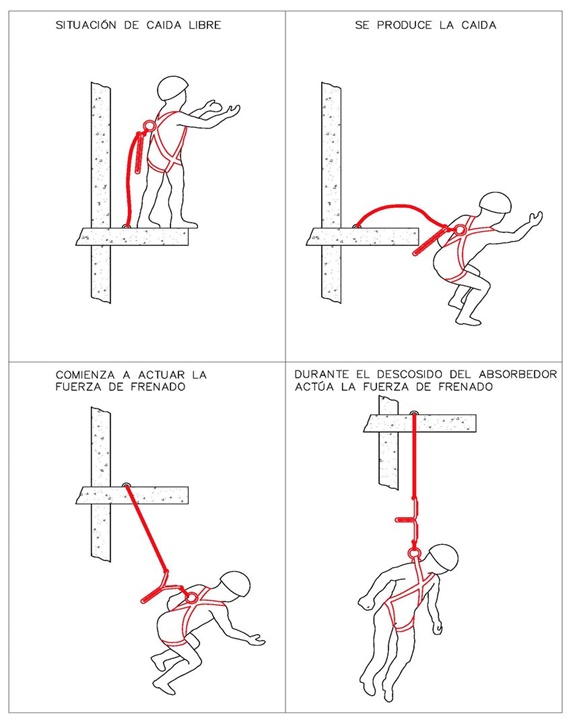 SITUACIÓN DE CAIDA LIBRE
SE PRODUCE LA CAIDA
COMIENZA A ACTUAR LA
FUERZA DE FRENADO
DURANTE EL DESCOSIDO DEL ABSORBEDOR
ACTÚA LA FUERZA DE FRENADO